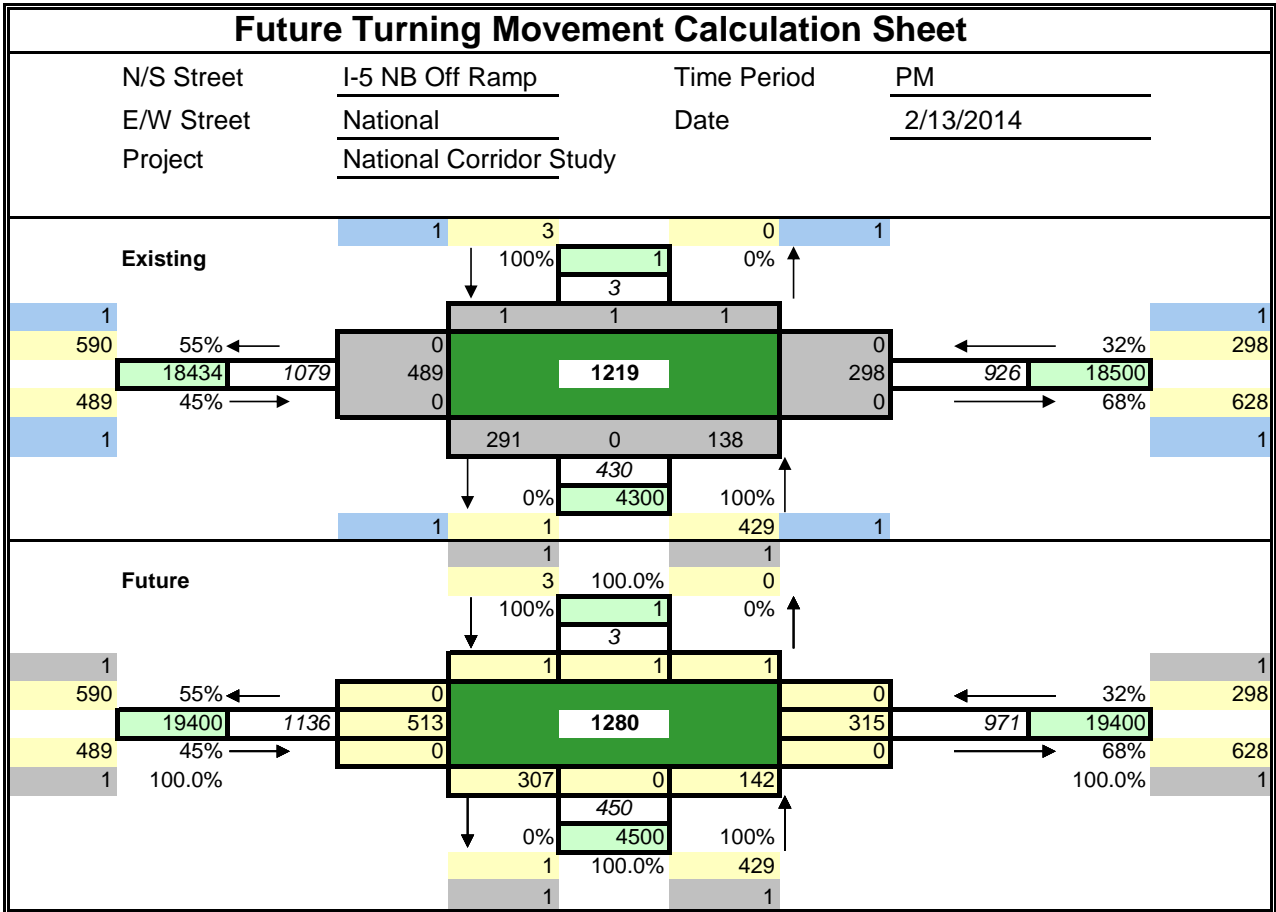 Future Turning Movement Calculation Sheet
N/S Street I-5 NB Off Ramp Time Period PM
E/W Street National Date 2/13/2014
Project National Corridor Study
1 3 0 1
Existing 100% 1 0%
3
1 1 1 1 1
590 55% 0 0 32% 298
18434 1079 489 1219 298 926 18500
489 45% 0 0 68% 628
1 291 0 138 1
430
0% 4300 100%
1 1 429 1
1 1
Future 3 100.0% 0
100% 1 0%
3
1 1 1 1 1
590 55% 0 0 32% 298
19400 1136 513 1280 315 971 19400
489 45% 0 0 68% 628
1 100.0% 307 0 142 100.0% 1
450
0% 4500 100%
1 100.0% 429
1 1